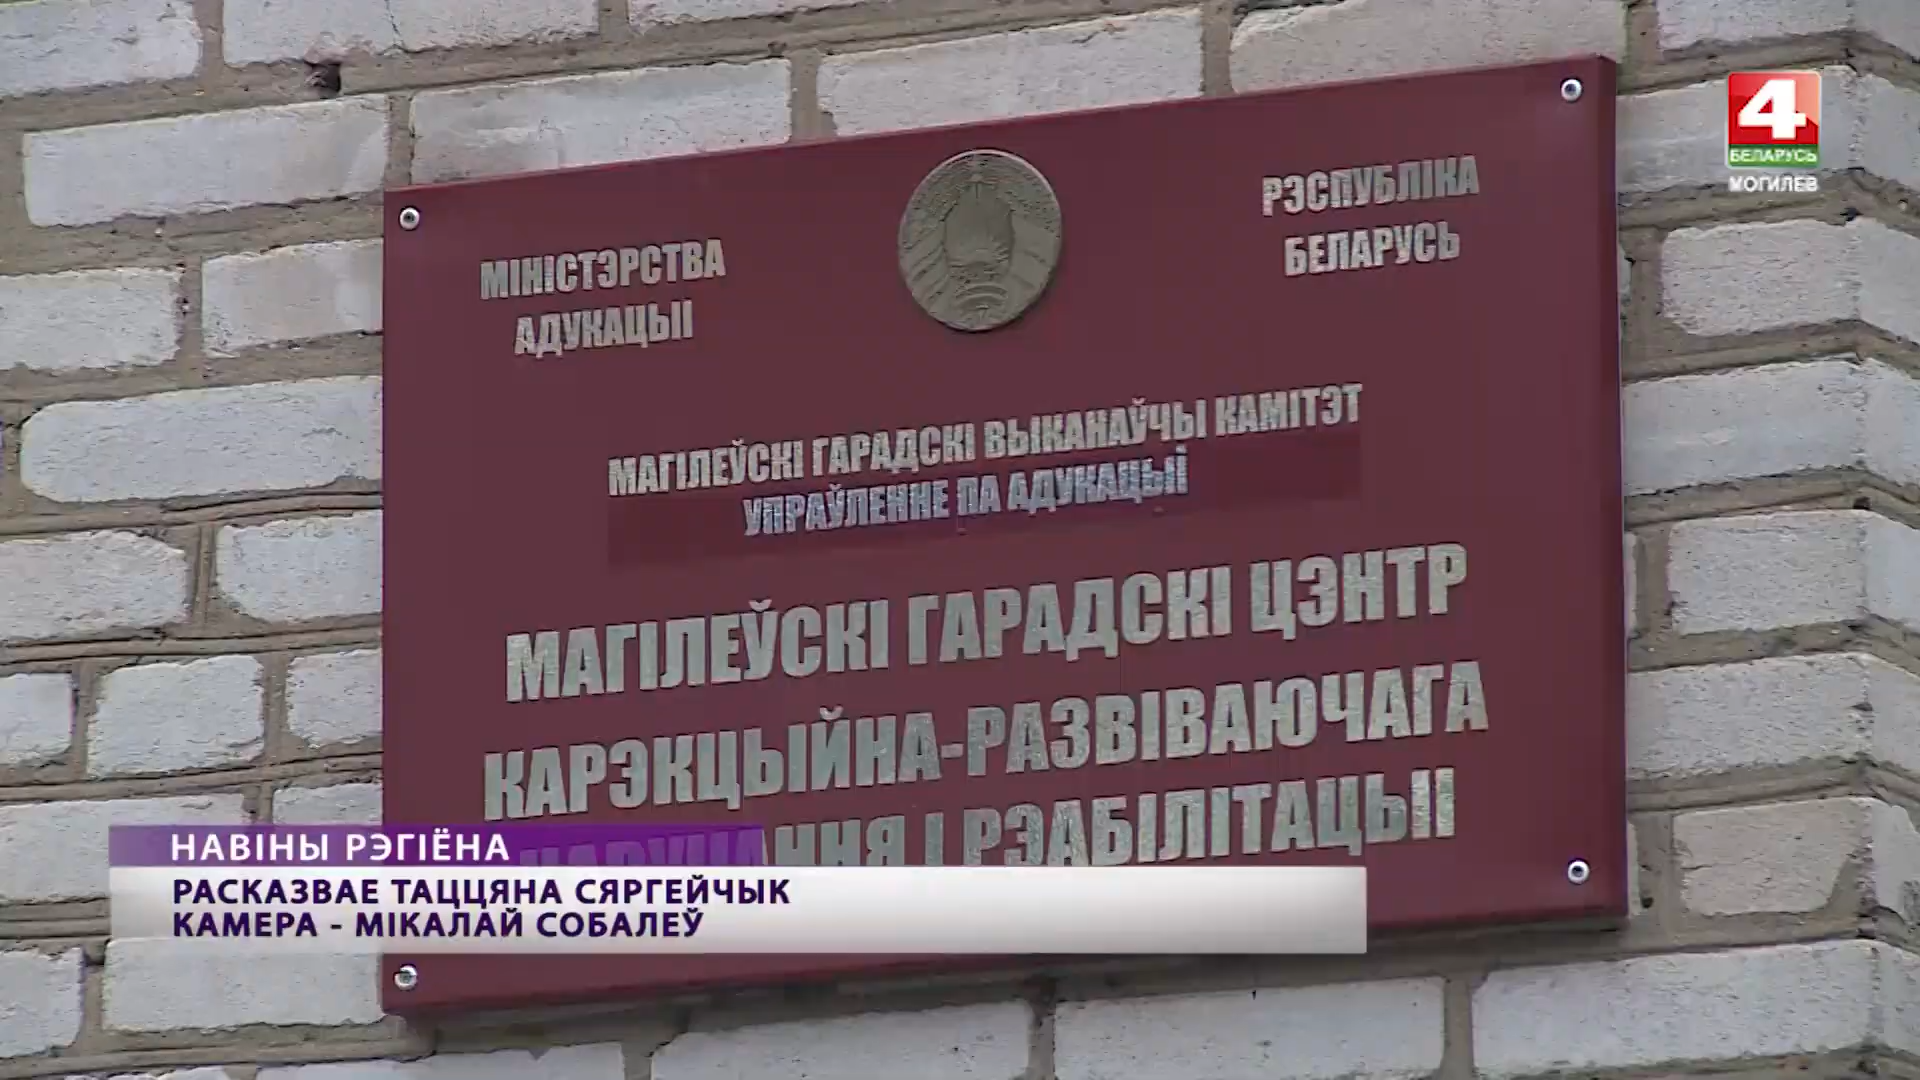 4
БЕЛАРУСЬ
МОГИЛЕВ
МІНІСТЭРСТВА
АДУКАЦЫІ
РЭСПУБЛІКА
БЕЛАРУСЬ
МАГІЛЕЎСКІ ГАРАДСКІ ВЫКАНАЎЧЫ КАМІТЭТ
УПРАЎЛЕННЕ ПА АДУКАЦЫІ
МАГІЛЕЎСКІ ГАРАДСКІ ЦЭНТР
КАРЭКЦЫЙНА-РАЗВІВАЮЧАГА
І РЭАБІЛІТАЦЫІ
НАВІНЫ РЭГІЁНА
РАСКАЗВАЕ ТАЦЦЯНА СЯРГЕЙЧЫК
КАМЕРА - МІКАЛАЙ СОБАЛЕЎ